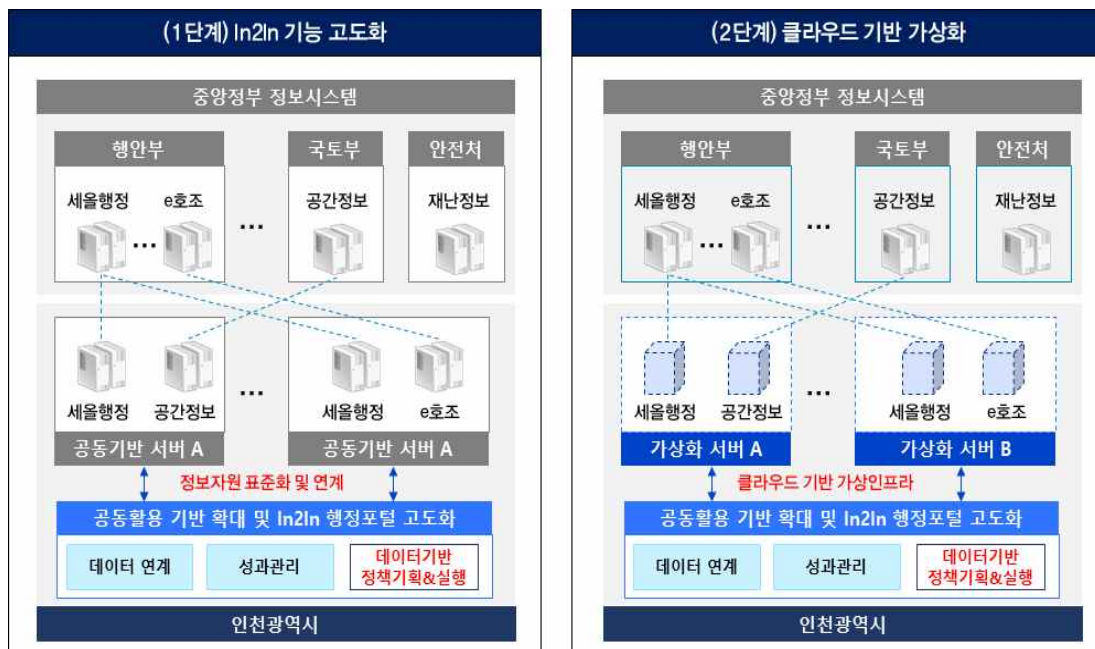 (1단계) In2In 기능 고도화
중앙정부 정보시스템
행안부 국토부 안전처
세올행정 e호조 공간정보 재난정보
... ...
세올행정 공간정보 ... 세올행정 e호조
공동기반 서버 A 공동기반 서버 A
정보자원 표준화 및 연계
공동활용 기반 확대 및 In2In 행정포털 고도화
데이터 연계 성과관리 데이터기반
정책기획&실행
인천광역시
(2단계) 클라우드 기반 가상화
중앙정부 정보시스템
행안부 국토부 안전처
세올행정 e호조 공간정보 재난정보
... ...
세올행정 공간정보 ... 세올행정 e호조
가상화 서버 A 가상화 서버 B
클라우드 기반 가상인프라
공동활용 기반 확대 및 In2In 행정포털 고도화
데이터 연계 성과관리 데이터기반
정책기획&실행
인천광역시